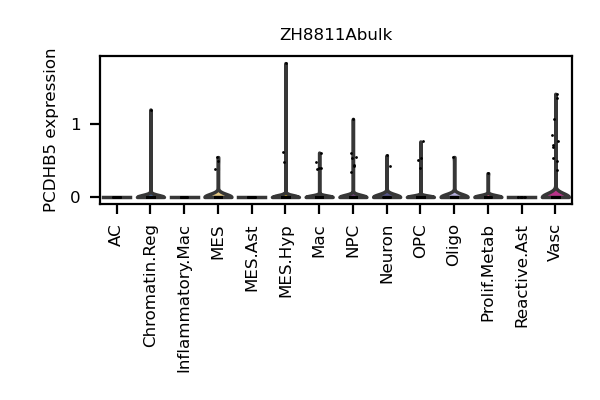 ZH8811Abulk
PCDHB5 expression
1
0
AC
Chromatin.Reg
Inflammatory.Mac
MES
MES.Ast
MES.Hyp
Mac
NPC
Neuron
OPC
Oligo
Prolif.Metab
Reactive.Ast
Vasc